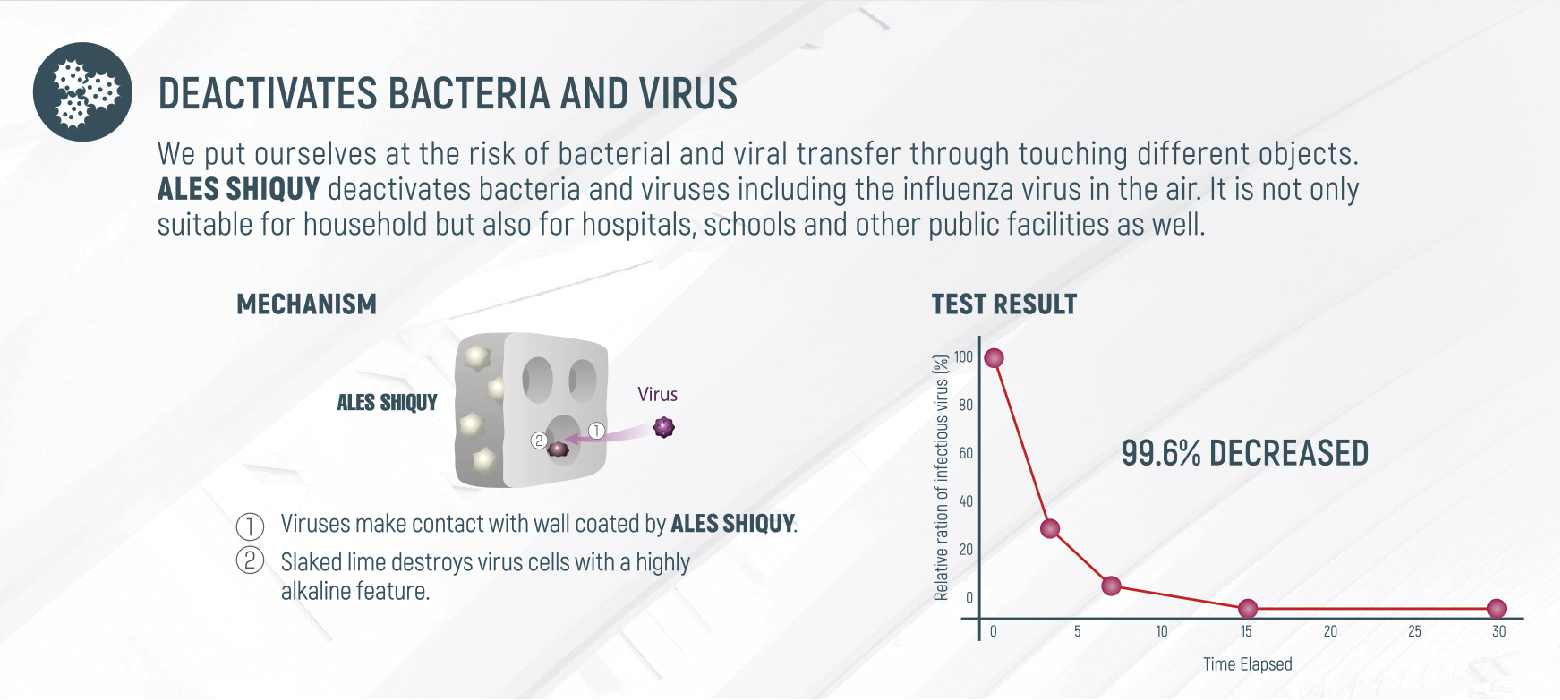 DEACTIVATES BACTERIA AND VIRUS
We put ourselves at the risk of bacterial and viral transfer through touching different objects.
ALES SHIQUY deactivates bacteria and viruses including the influenza virus in the air. It is not only
suitable for household but also for hospitals, schools and other public facilities as well.
MECHANISM
ALES SHIQUY
Virus
①
②
① Viruses make contact with wall coated by ALES SHIQUY.
② Slaked lime destroys virus cells with a highly
alkaline feature.
TEST RESULT
Relative ration of infectious virus (%)
100
80
60
40
20
0
99.6% DECREASED
0 5 10 15 20 25 30
Time Elapsed